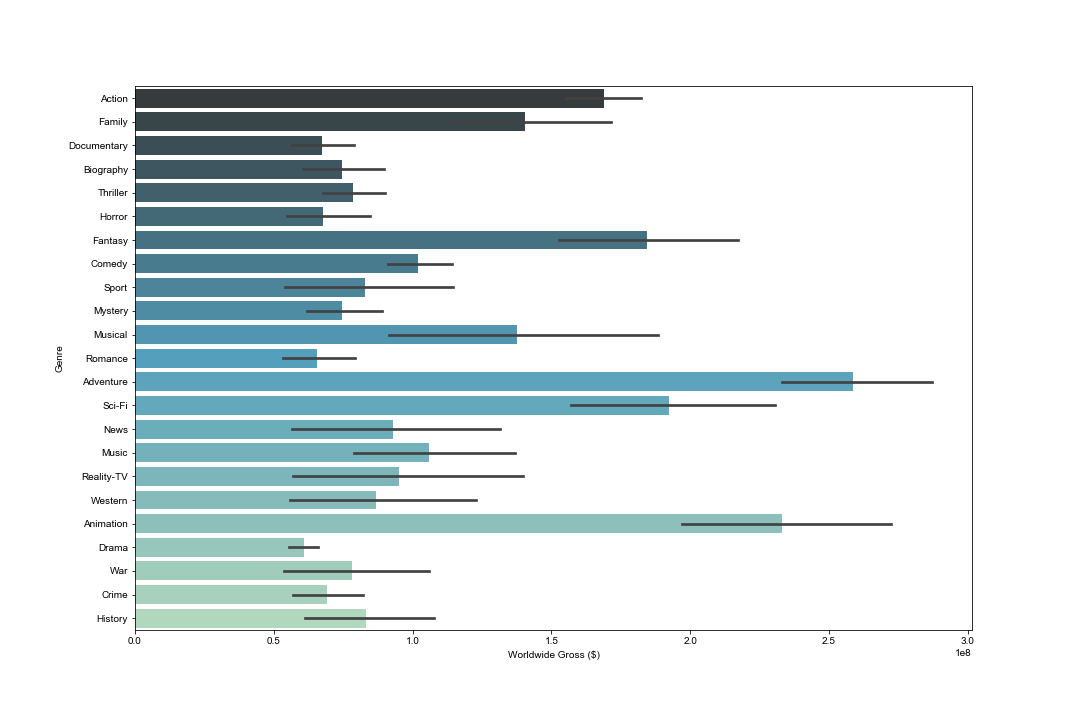 Genre
Action
Family
Documentary
Biography
Thriller
Horror
Fantasy
Comedy
Sport
Mystery
Musical
Romance
Adventure
Sci-Fi
News
Music
Reality-TV
Western
Animation
Drama
War
Crime
History
0.0 0.5 1.0 1.5 2.0 2.5 3.0
Worldwide Gross ($)
1e8